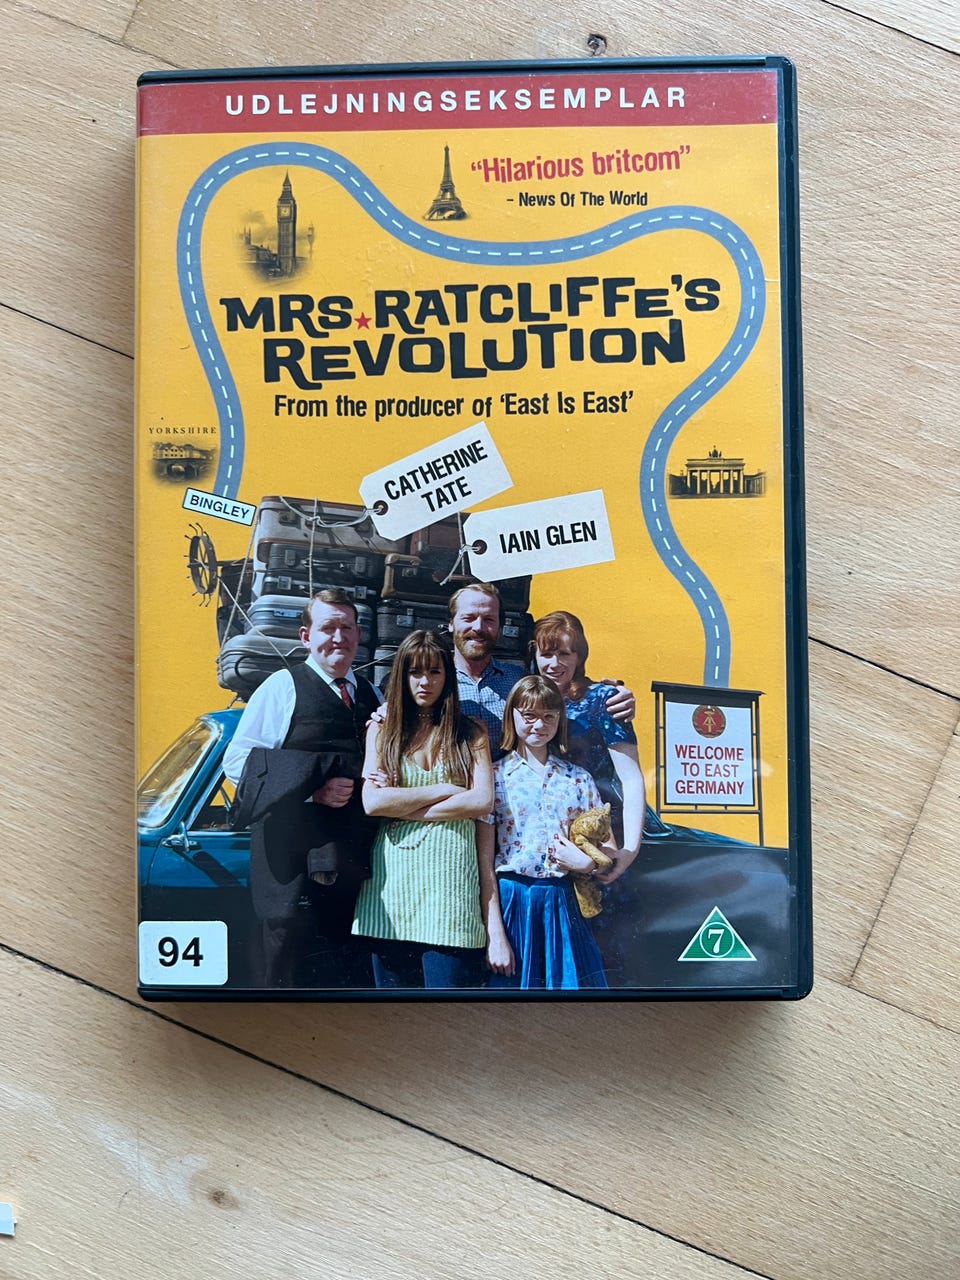 UDLEJNINGSEKSEMPLAR
"Hilarious britcom"
- News Of The World
MRS★RATCLIFFE'S
REVOLUTION
From the producer of 'East Is East'
YORKSHIRE
BINGLEY
CATHERINE
TATE
IAIN GLEN
WELCOME
TO EAST
GERMANY
94
7